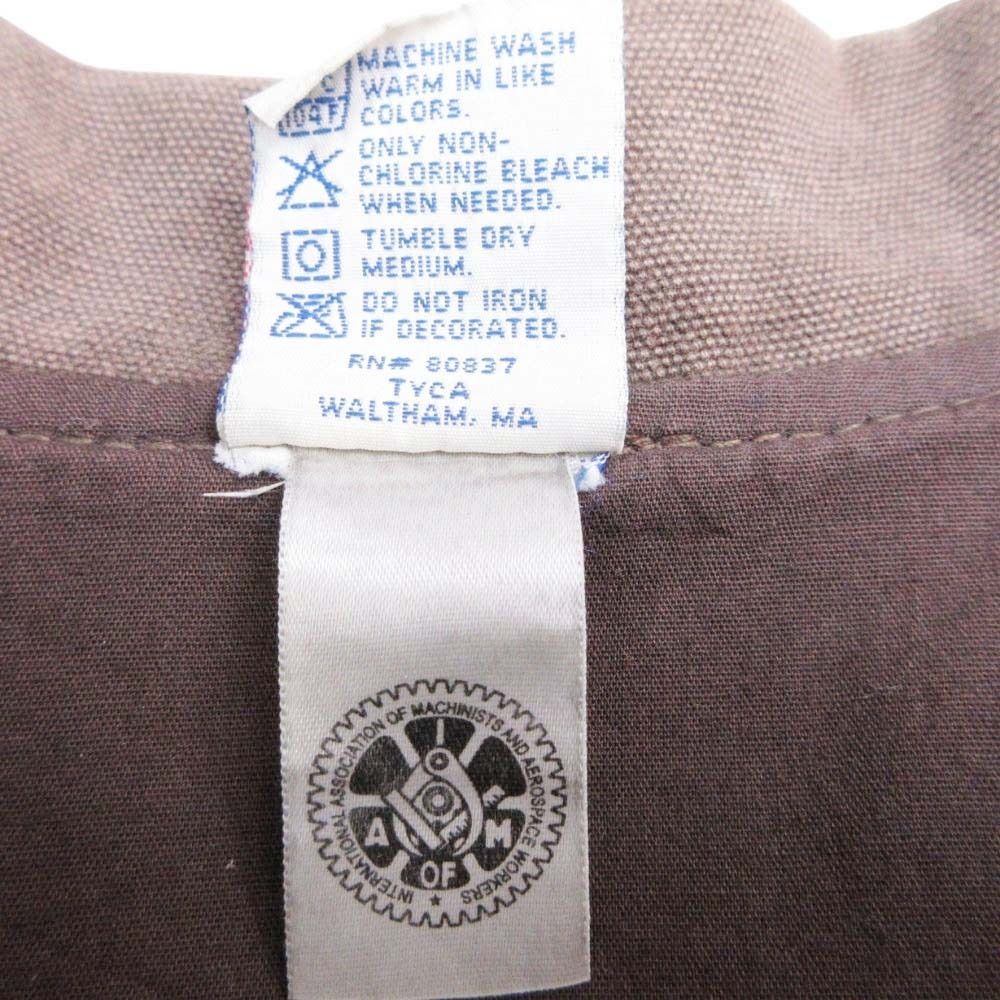 MACHINE WASH
WARM IN LIKE
COLORS.
104F
ONLY NON-
CHLORINE BLEACH
WHEN NEEDED.
TUMBLE DRY
MEDIUM.
DO NOT IRON
IF DECORATED.
RN# 80837
TYCA
WALTHAM, MA
INTERNATIONAL ASSOCIATION OF MACHINISTS AND AEROSPACE WORKERS
I
A OF M